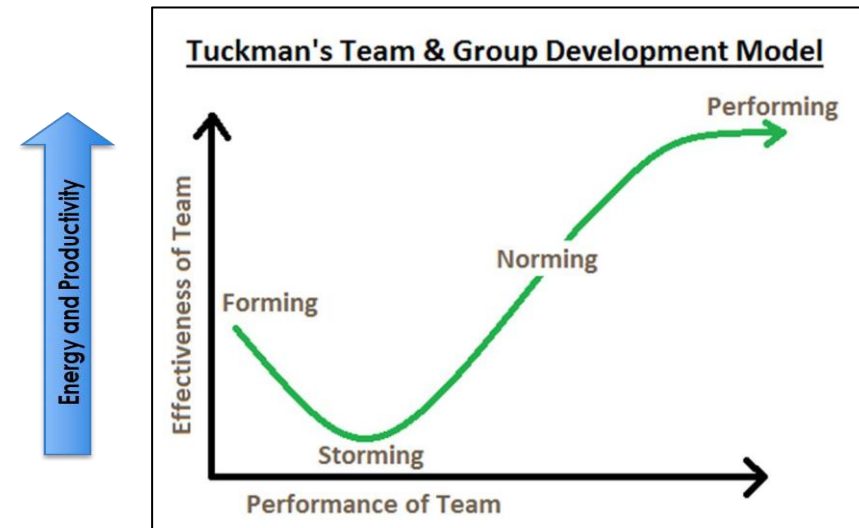 Tuckman's Team & Group Development Model
Energy and Productivity
Effectiveness of Team
Performing
Norming
Forming
Storming
Performance of Team